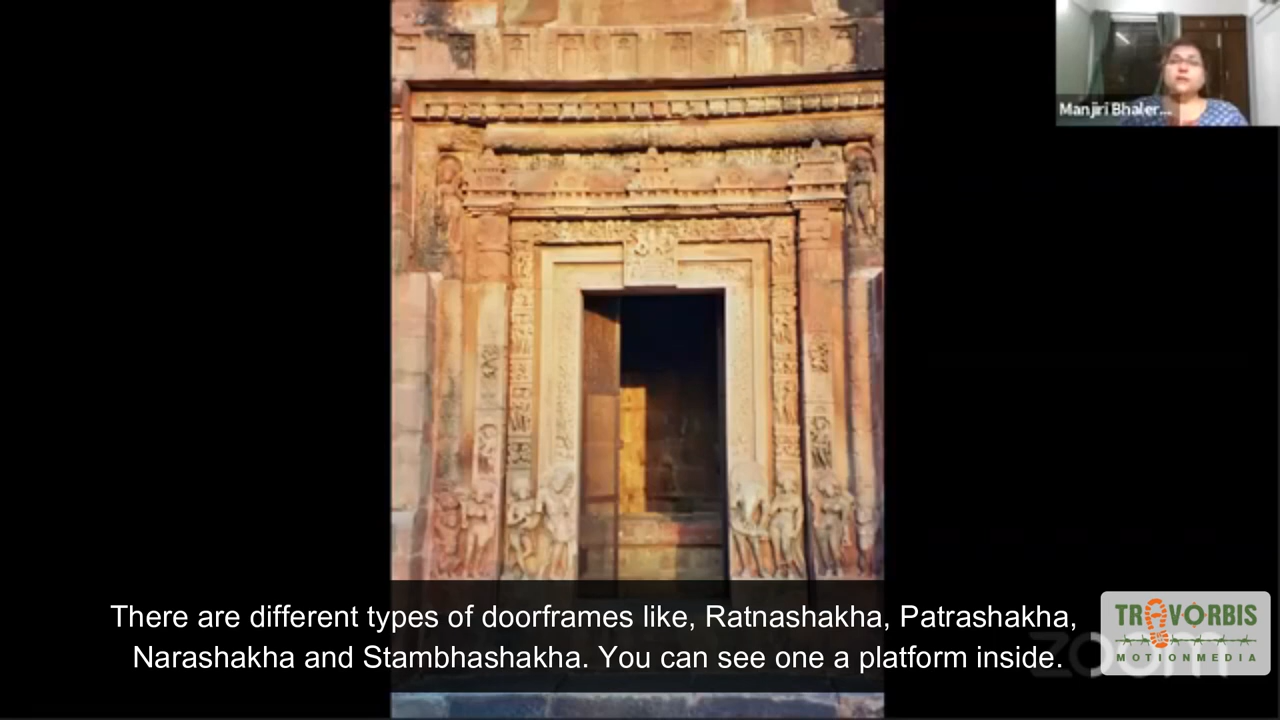 Manjiri Bhaler...
There are different types of doorframes like, Ratnashakha, Patrashakha,
Narashakha and Stambhashakha. You can see one a platform inside.
zoom
TRAVORBIS
MOTIONMEDIA